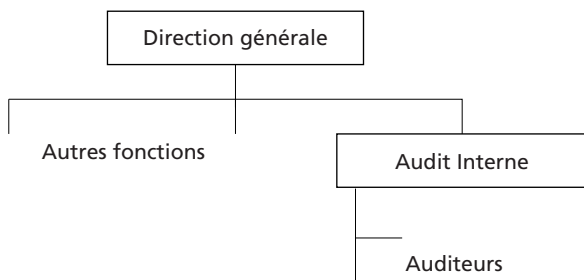 Direction générale
Autres fonctions
Audit Interne
Auditeurs